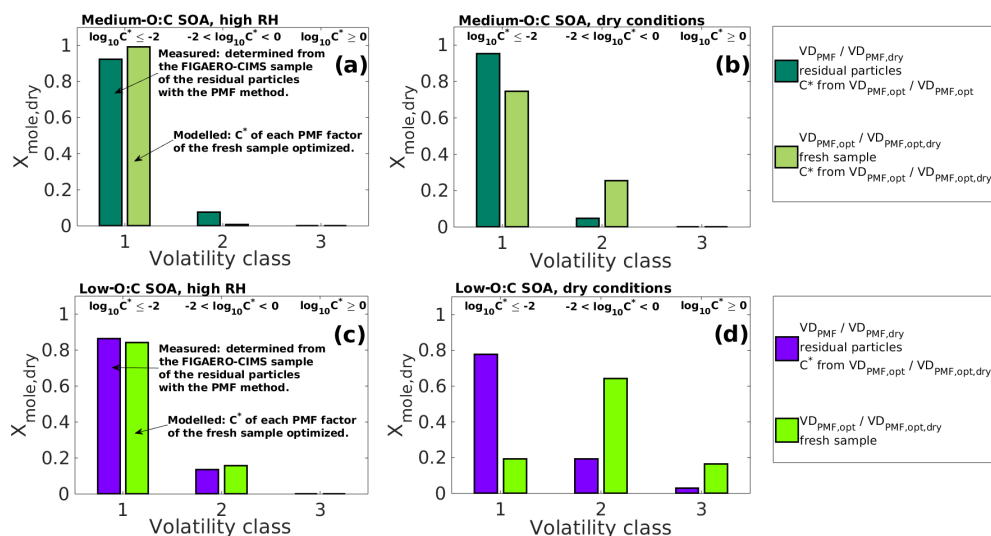 Medium-O:C SOA, high RH
log10C* ≤ -2 -2 < log10C* < 0 log10C* ≥ 0
(a)
Measured: determined from
the FIGAERO-CIMS sample
of the residual particles
with the PMF method.
Modelled: C* of each PMF factor
of the fresh sample optimized.
Xmole,dry
1
0.8
0.6
0.4
0.2
0
1 2 3
Volatility class
Medium-O:C SOA, dry conditions
log10C* ≤ -2 -2 < log10C* < 0 log10C* ≥ 0
(b)
Xmole,dry
1
0.8
0.6
0.4
0.2
0
1 2 3
Volatility class
VDPMF / VDPMF,dry
residual particles
C* from VDPMF,opt / VDPMF,opt
VDPMF,opt / VDPMF,opt,dry
fresh sample
C* from VDPMF,opt / VDPMF,opt,dry
Low-O:C SOA, high RH
log10C* ≤ -2 -2 < log10C* < 0 log10C* ≥ 0
(c)
Measured: determined from
the FIGAERO-CIMS sample
of the residual particles
with the PMF method.
Modelled: C* of each PMF factor
of the fresh sample optimized.
Xmole,dry
1
0.8
0.6
0.4
0.2
0
1 2 3
Volatility class
Low-O:C SOA, dry conditions
log10C* ≤ -2 -2 < log10C* < 0 log10C* ≥ 0
(d)
Xmole,dry
1
0.8
0.6
0.4
0.2
0
1 2 3
Volatility class
VDPMF / VDPMF,dry
residual particles
C* from VDPMF,opt / VDPMF,opt,dry
VDPMF,opt / VDPMF,opt,dry
fresh sample